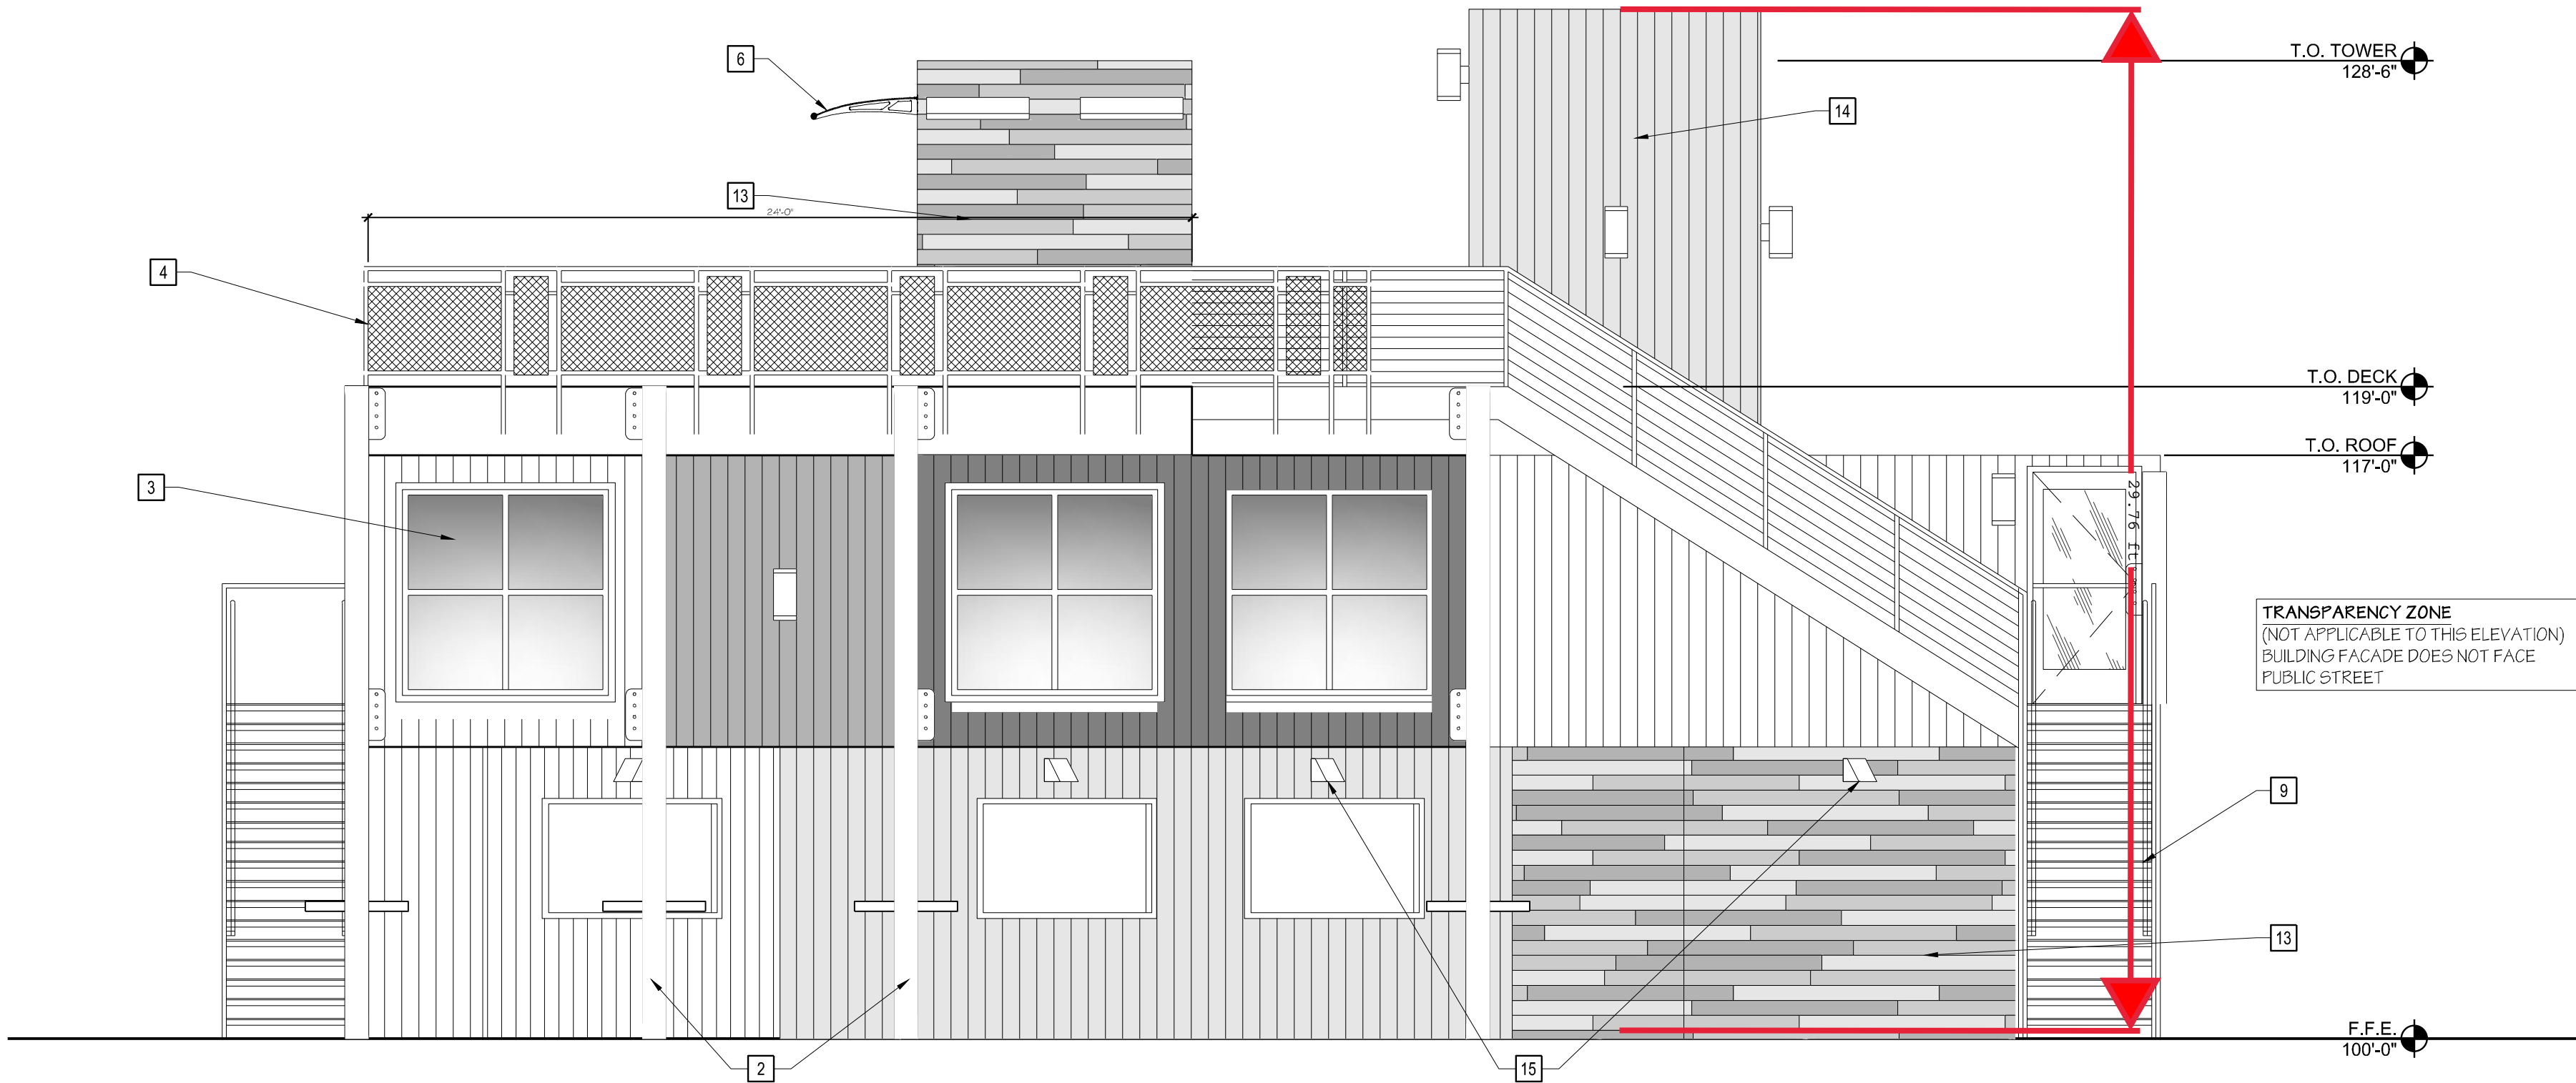 6
T.O. TOWER
128'-6"
14
13
24'-0"
4
T.O. DECK
119'-0"
T.O. ROOF
117'-0"
3
29.76 ft
TRANSPARENCY ZONE
(NOT APPLICABLE TO THIS ELEVATION)
BUILDING FACADE DOES NOT FACE
PUBLIC STREET
9
13
F.F.E.
100'-0"
2
15